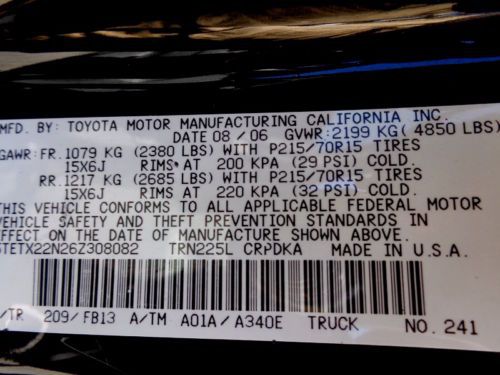 MFD. BY: TOYOTA MOTOR MANUFACTURING CALIFORNIA INC.
DATE 08/06 GVWR:2199 KG(4850 LBS)
GAWR:FR.1079 KG (2380 LBS) WITH P215/70R15 TIRES
15X6J RIMS AT 200 KPA (29 PSI) COLD.
RR.1217 KG (2685 LBS) WITH P215/70R15 TIRES
15X6J RIMS AT 220 KPA (32 PSI) COLD.
THIS VEHICLE CONFORMS TO ALL APPLICABLE FEDERAL MOTOR
VEHICLE SAFETY AND THEFT PREVENTION STANDARDS IN
EFFECT ON THE DATE OF MANUFACTURE SHOWN ABOVE.
5TETX22N26Z308082 TRN225L CRPDKA MADE IN U.S.A.
/TR 209/FB13 A/TM A01A/A340E TRUCK NO.241